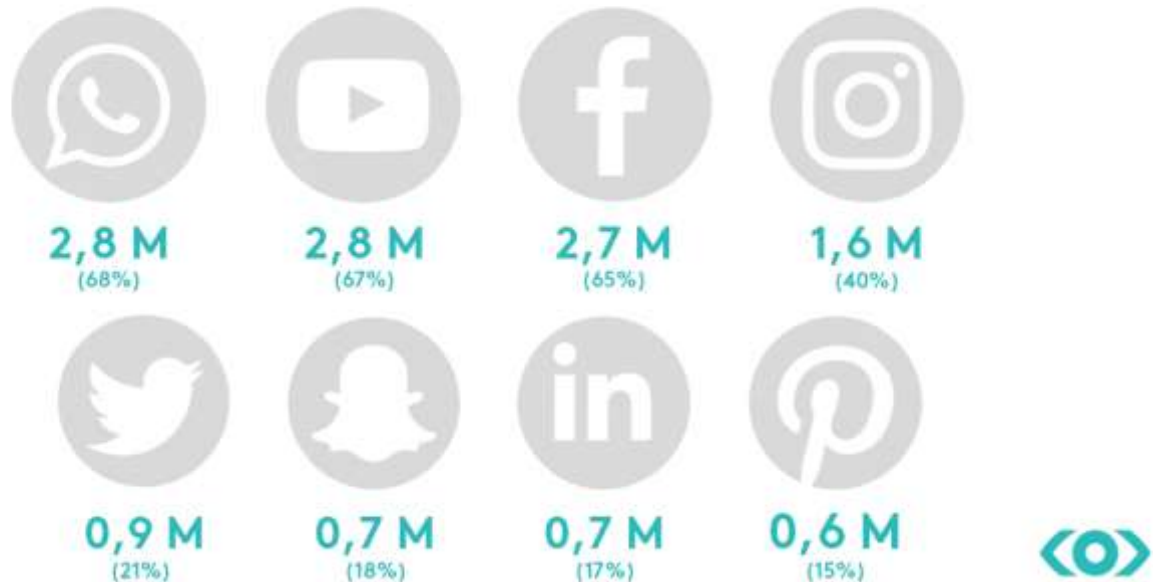 2,8 M 2,8 M 2,7 M 1,6 M
(68%) (67%) (65%) (40%)
in
0,9 M 0,7 M 0,7 M 0,6 M
(21%) (18%) (17%) (15%)